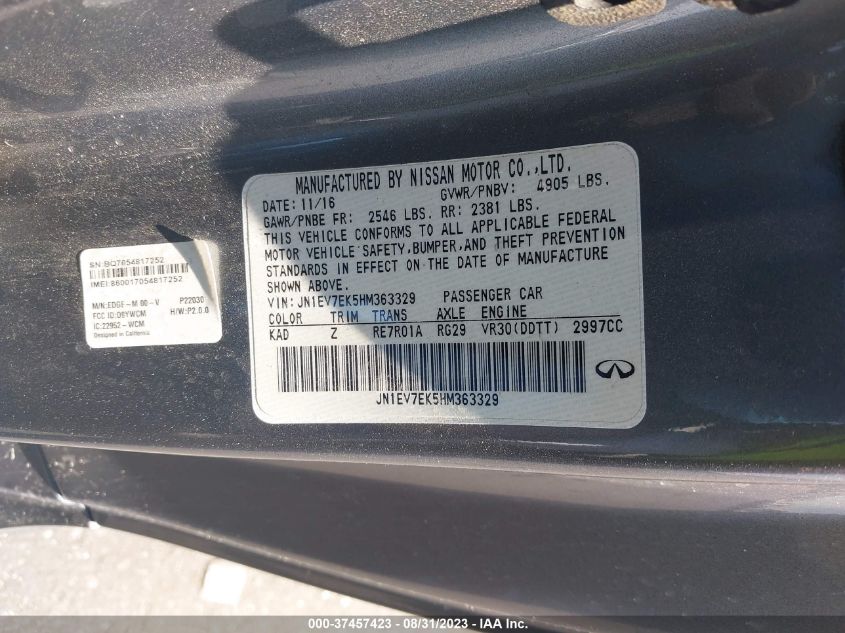 MANUFACTURED BY NISSAN MOTOR CO.,LTD.
DATE: 11/16 GVWR/PNBV: 4905 LBS.
GAWR/PNBE FR: 2546 LBS. RR: 2381 LBS.
THIS VEHICLE CONFORMS TO ALL APPLICABLE FEDERAL
MOTOR VEHICLE SAFETY,BUMPER,AND THEFT PREVENTION
STANDARDS IN EFFECT ON THE DATE OF MANUFACTURE
SHOWN ABOVE.
VIN: JN1EV7EK5HM363329 PASSENGER CAR
COLOR TRIM TRANS AXLE ENGINE
KAD Z RE7R01A RG29 VR30(DDTT) 2997CC
JN1EV7EK5HM363329
SN:BQ7054817252
IMEI:860017054817252
M/N:EDGE-M 00-V P22030
FCC ID:D6YWCM H/W:P2.0.0
IC:22952-WCM
Designed in California
000-37457423 - 08/31/2023 - IAAI.com